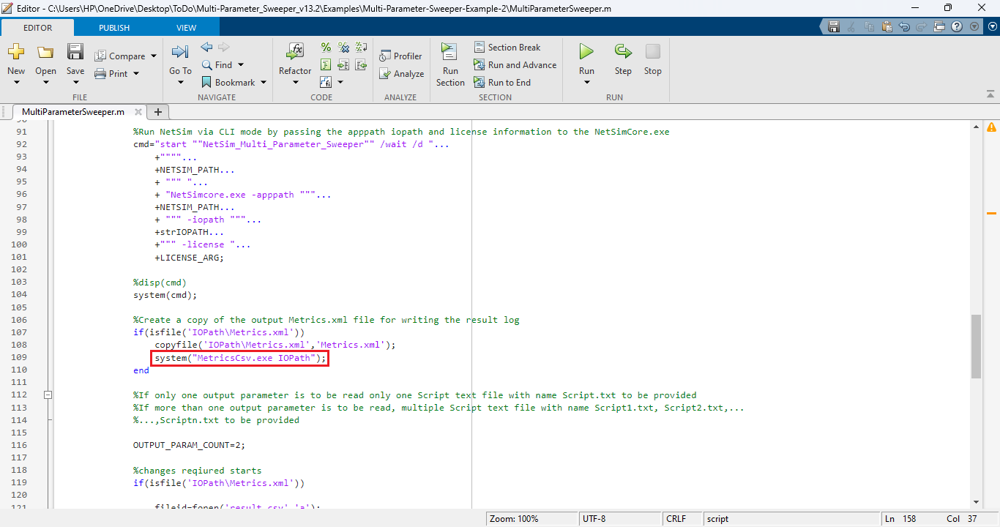 Editor - C:\Users\HP\OneDrive\Desktop\ToDo\Multi-Parameter_Sweeper_v13.2\Examples\Multi-Parameter-Sweeper-Example-2\MultiParameterSweeper.m
EDITOR PUBLISH VIEW
New Open Save Compare Print
FILE
Go To Find Bookmark
NAVIGATE
Refactor
CODE
Profiler Analyze
ANALYZE
Run Section Section Break Run and Advance Run to End
SECTION
Run Step Stop
RUN
MultiParameterSweeper.m
90
91 %Run NetSim via CLI mode by passing the apppath iopath and license information to the NetSimCore.exe
92 cmd="start ""NetSim_Multi_Parameter_Sweeper"" /wait /d "...
93 +""""...
94 +NETSIM_PATH...
95 + """ "...
96 + "NetSimcore.exe -apppath """...
97 +NETSIM_PATH...
98 + """ -iopath """...
99 +strIOPATH...
100 +""" -license "...
101 +LICENSE_ARG;
102
103 %disp(cmd)
104 system(cmd);
105
106 %Create a copy of the output Metrics.xml file for writing the result log
107 if(isfile('IOPath\Metrics.xml'))
108 copyfile('IOPath\Metrics.xml','Metrics.xml');
109 system("MetricsCsv.exe IOPath");
110 end
111
112 %If only one output parameter is to be read only one Script text file with name Script.txt to be provided
113 %If more than one output parameter is to be read, multiple Script text file with name Script1.txt, Script2.txt,...
114 %...,Scriptn.txt to be provided
115
116 OUTPUT_PARAM_COUNT=2;
117
118 %changes reqiured starts
119 if(isfile('IOPath\Metrics.xml'))
120
121 fileid=fopen('result.csv','a');
Zoom: 100% UTF-8 CRLF script Ln 158 Col 37